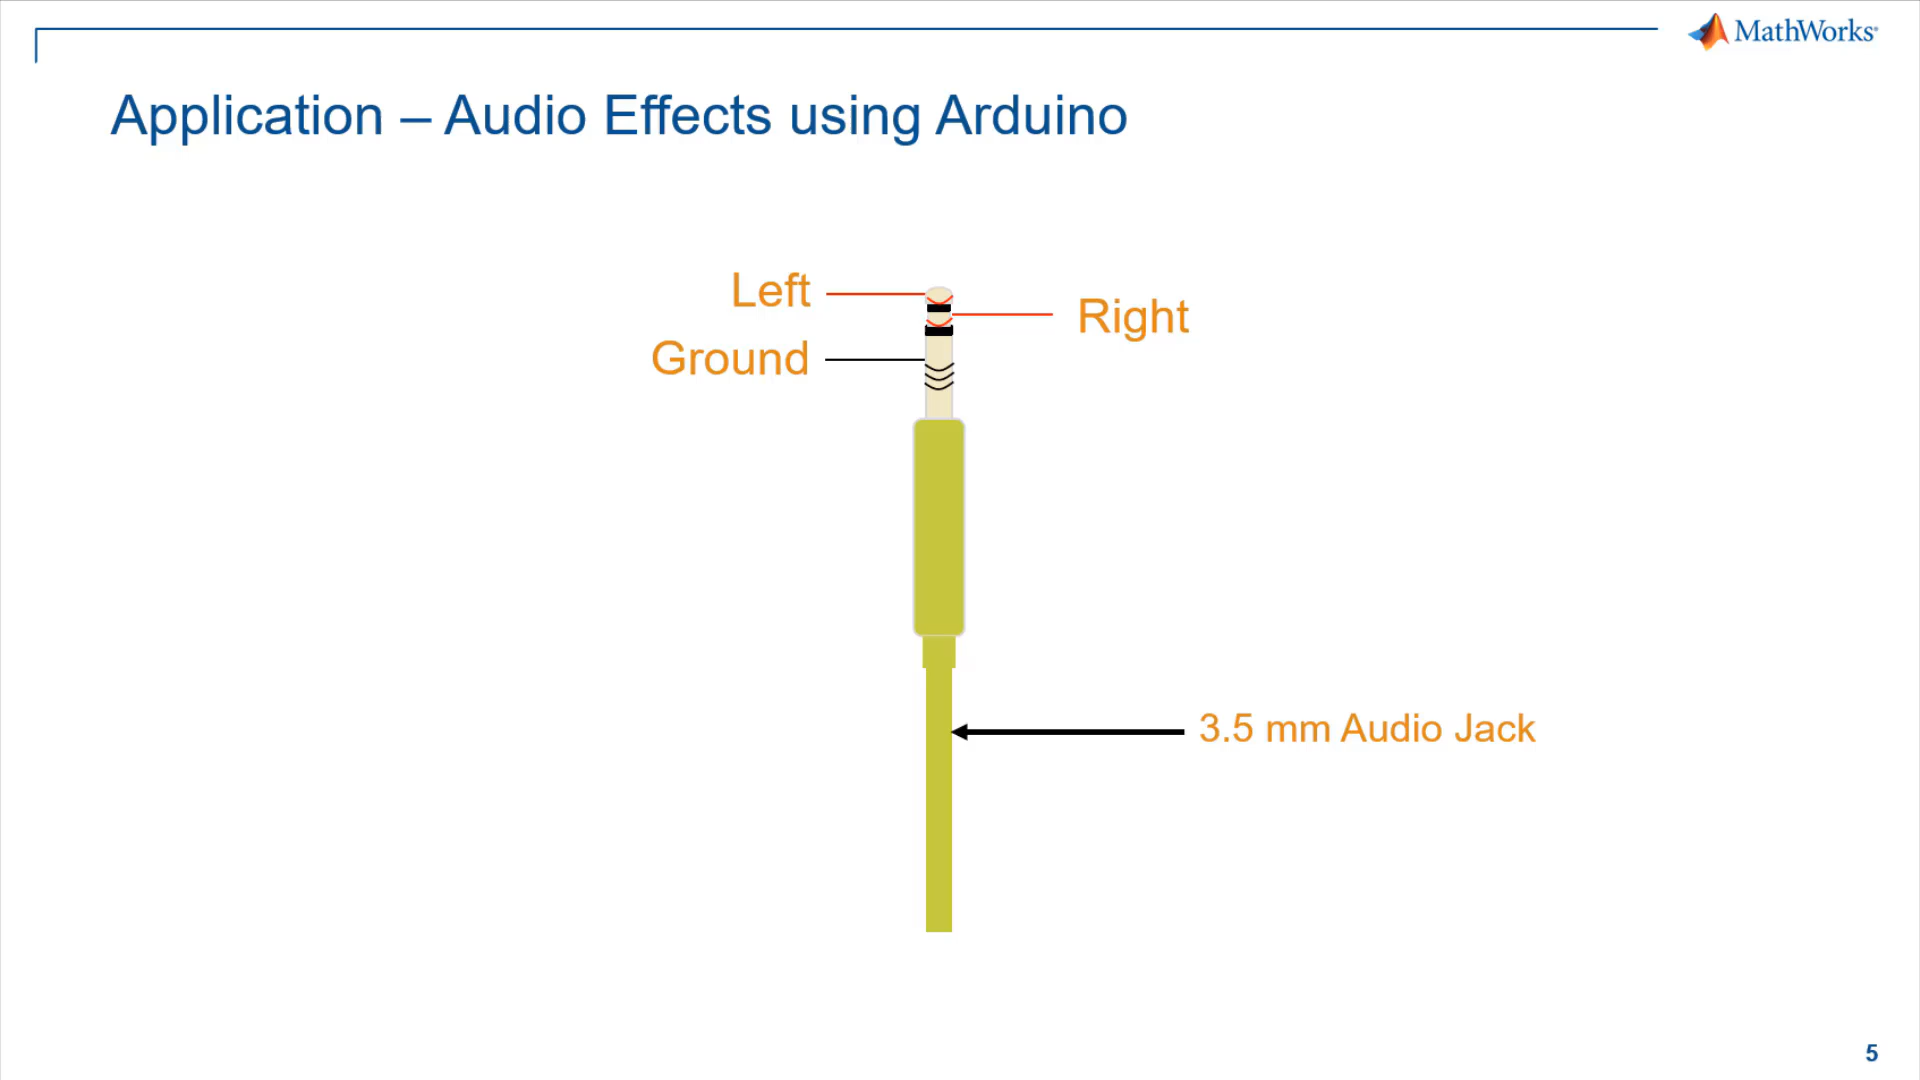 MathWorks®
Application – Audio Effects using Arduino
Left
Right
Ground
3.5 mm Audio Jack
5